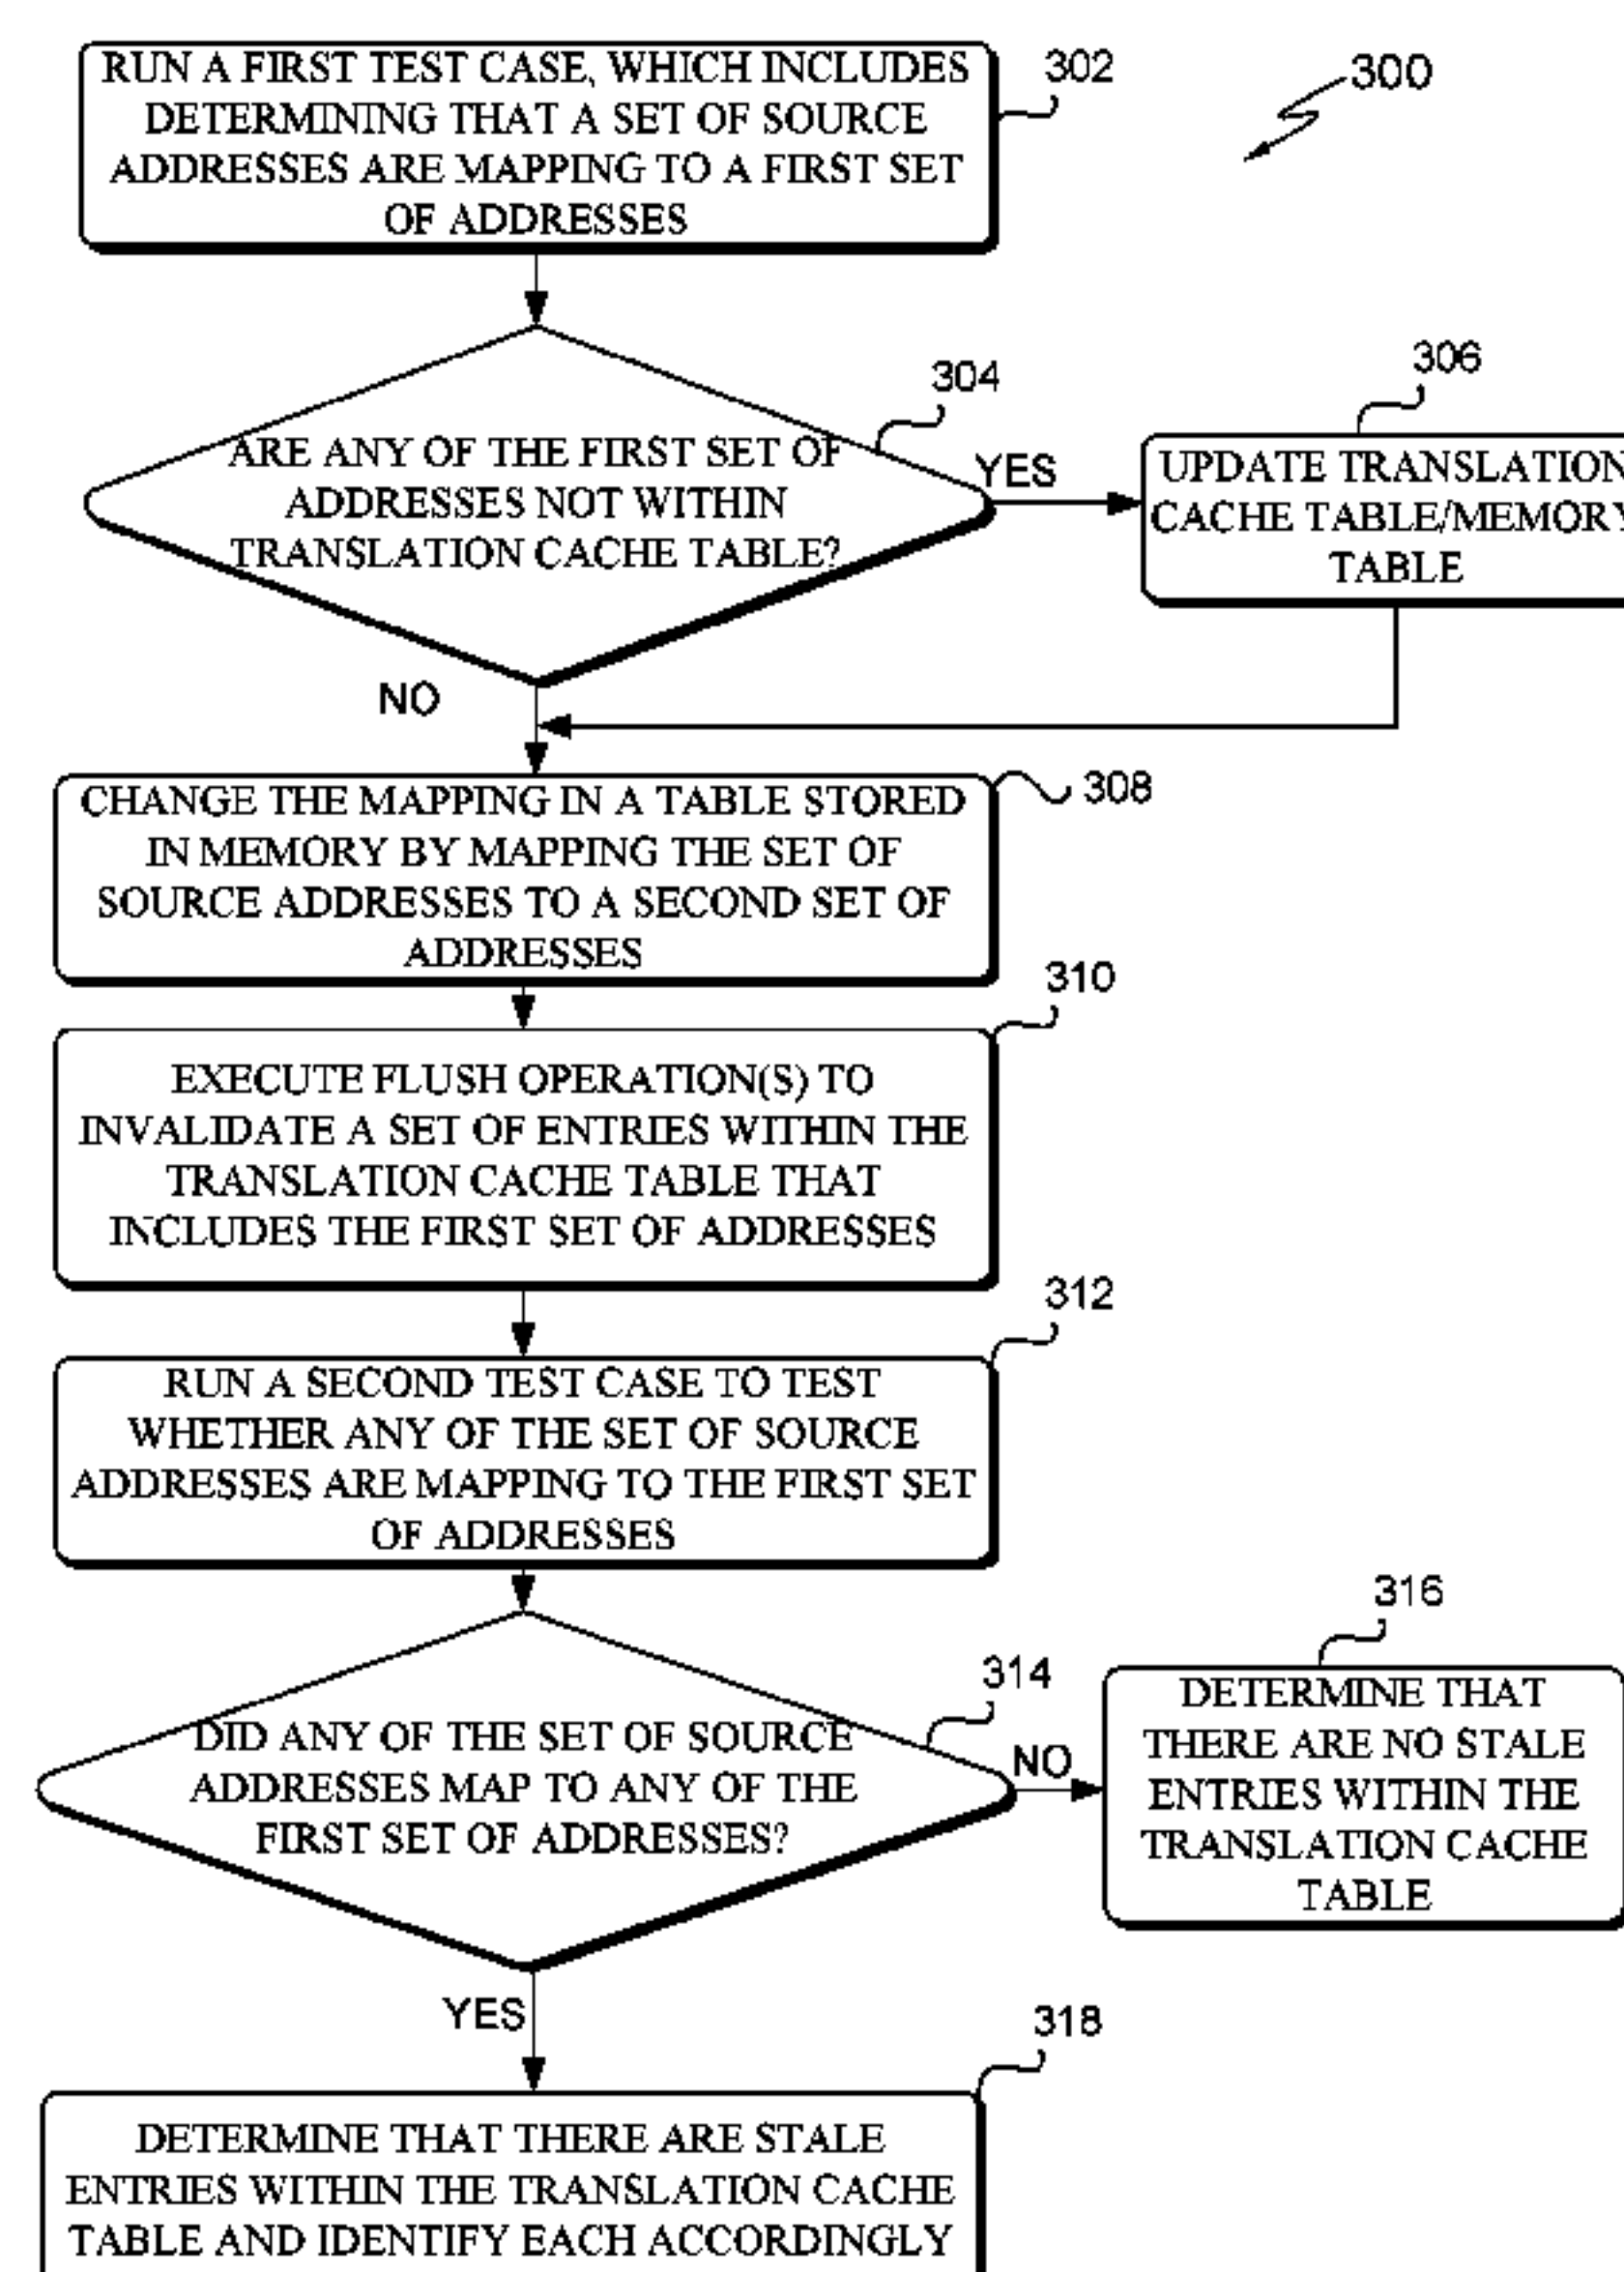 RUN A FIRST TEST CASE, WHICH INCLUDES
DETERMINING THAT A SET OF SOURCE
ADDRESSES ARE MAPPING TO A FIRST SET
OF ADDRESSES
302
300
ARE ANY OF THE FIRST SET OF
ADDRESSES NOT WITHIN
TRANSLATION CACHE TABLE?
304
YES
306
UPDATE TRANSLATION
CACHE TABLE/MEMORY
TABLE
NO
CHANGE THE MAPPING IN A TABLE STORED
IN MEMORY BY MAPPING THE SET OF
SOURCE ADDRESSES TO A SECOND SET OF
ADDRESSES
308
310
EXECUTE FLUSH OPERATION(S) TO
INVALIDATE A SET OF ENTRIES WITHIN THE
TRANSLATION CACHE TABLE THAT
INCLUDES THE FIRST SET OF ADDRESSES
312
RUN A SECOND TEST CASE TO TEST
WHETHER ANY OF THE SET OF SOURCE
ADDRESSES ARE MAPPING TO THE FIRST SET
OF ADDRESSES
314
DID ANY OF THE SET OF SOURCE
ADDRESSES MAP TO ANY OF THE
FIRST SET OF ADDRESSES?
NO
316
DETERMINE THAT
THERE ARE NO STALE
ENTRIES WITHIN THE
TRANSLATION CACHE
TABLE
YES
318
DETERMINE THAT THERE ARE STALE
ENTRIES WITHIN THE TRANSLATION CACHE
TABLE AND IDENTIFY EACH ACCORDINGLY